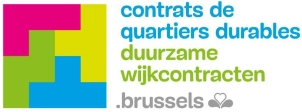 contrats de
quartiers durables
duurzame
wijkcontracten
.brussels